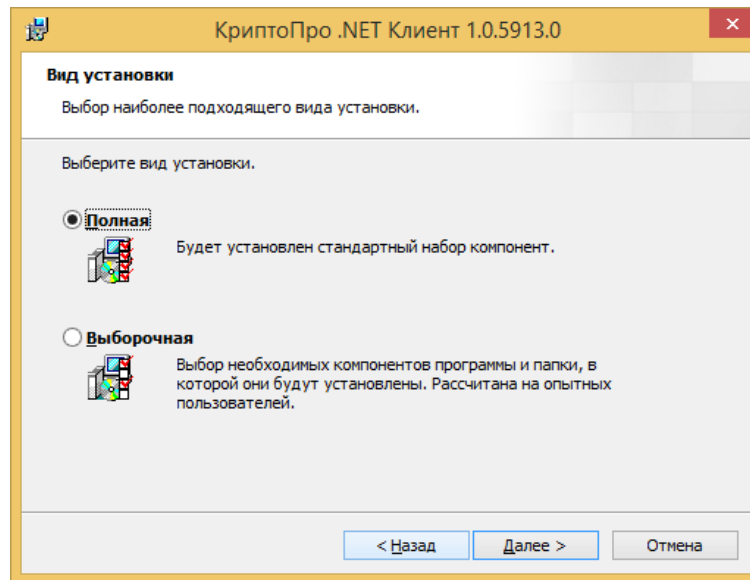 КриптоПро .NET Клиент 1.0.5913.0
Вид установки
Выбор наиболее подходящего вида установки.
Выберите вид установки.
Полная
Будет установлен стандартный набор компонент.
Выборочная
Выбор необходимых компонентов программы и папки, в
которой они будут установлены. Рассчитана на опытных
пользователей.
< Назад
Далее >
Отмена